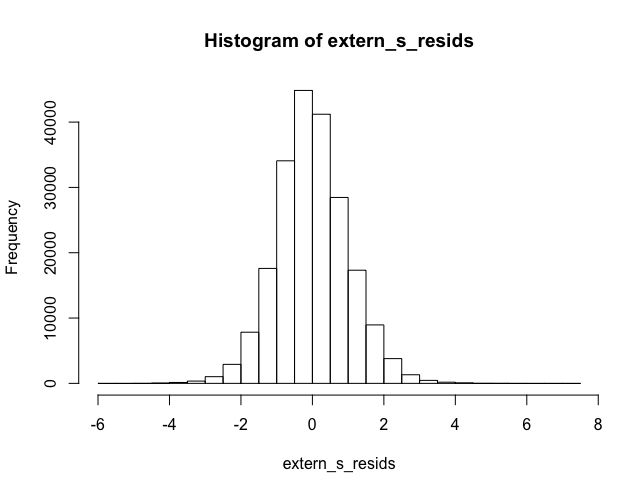 Histogram of extern_s_resids
Frequency
40000
30000
20000
10000
0
-6 -4 -2 0 2 4 6 8
extern_s_resids